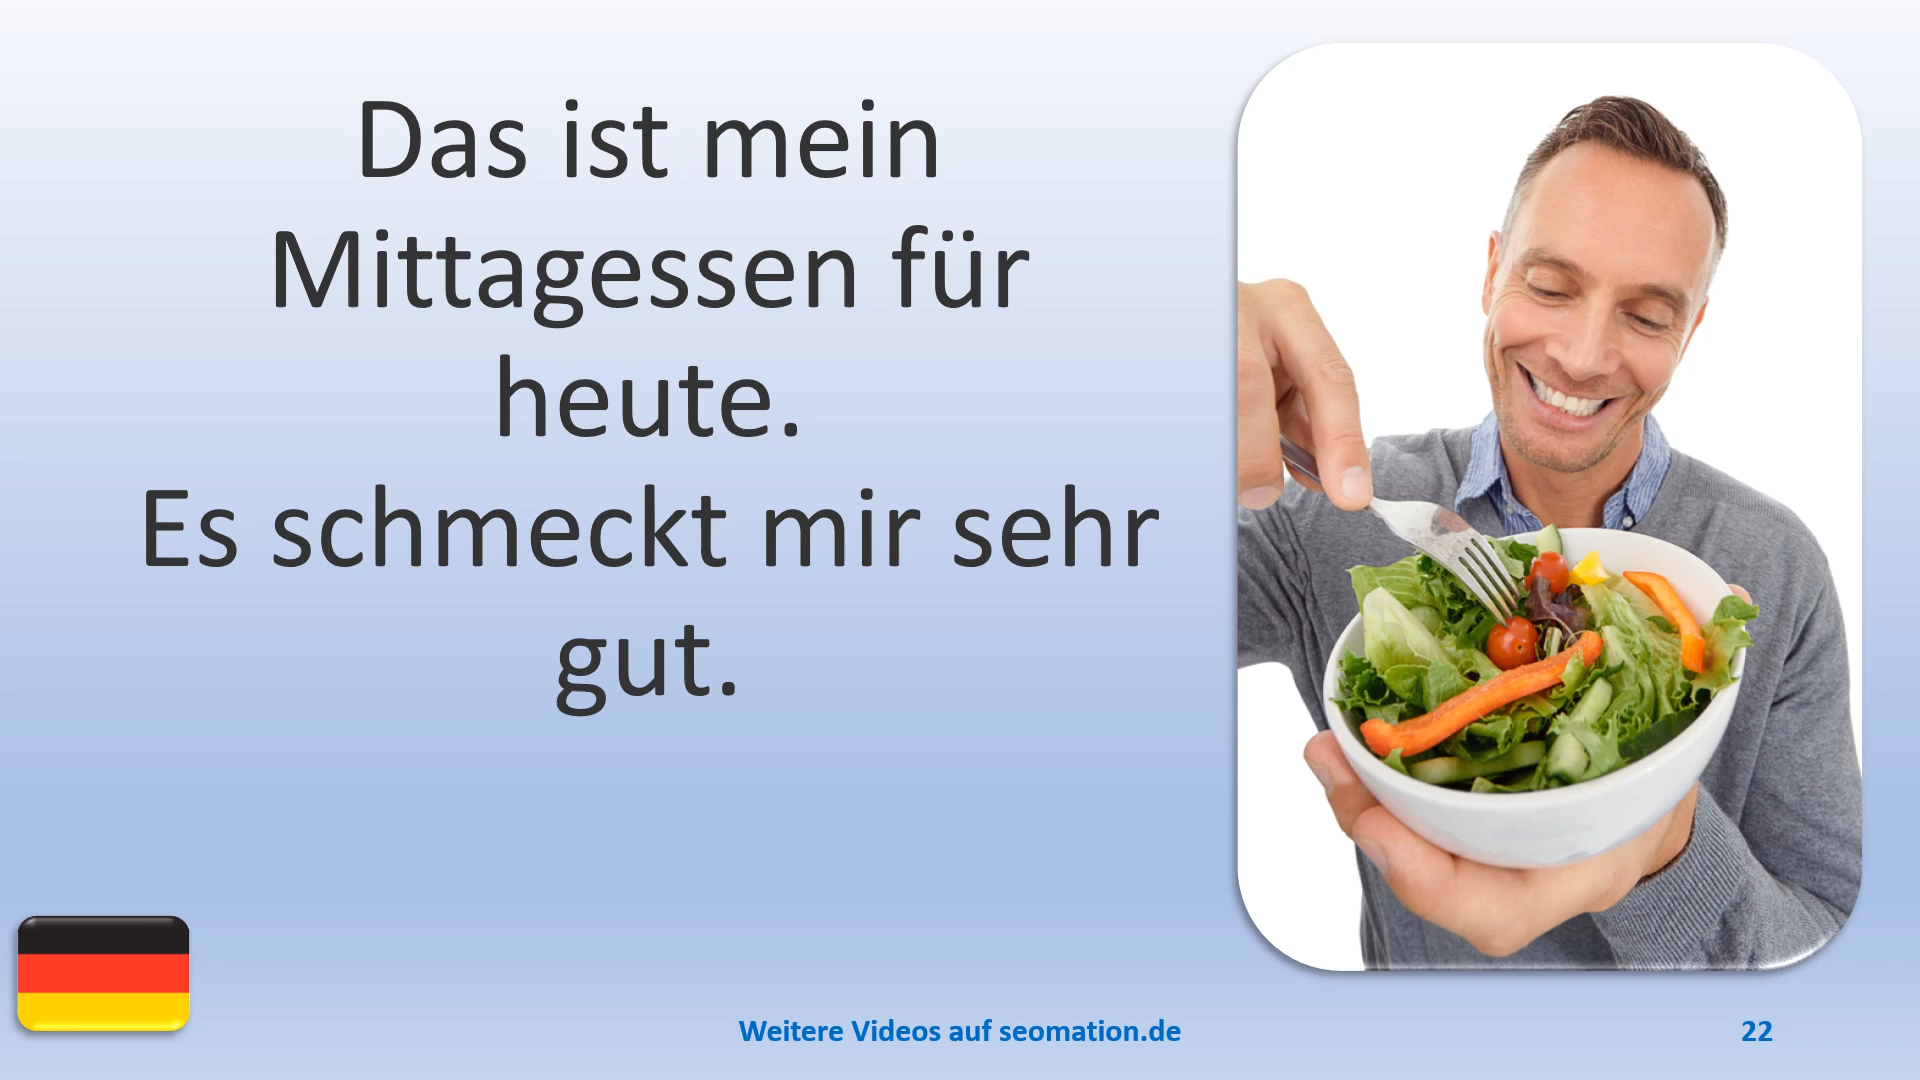 Das ist mein
Mittagessen für
heute.
Es schmeckt mir sehr
gut.
Weitere Videos auf seomation.de
22